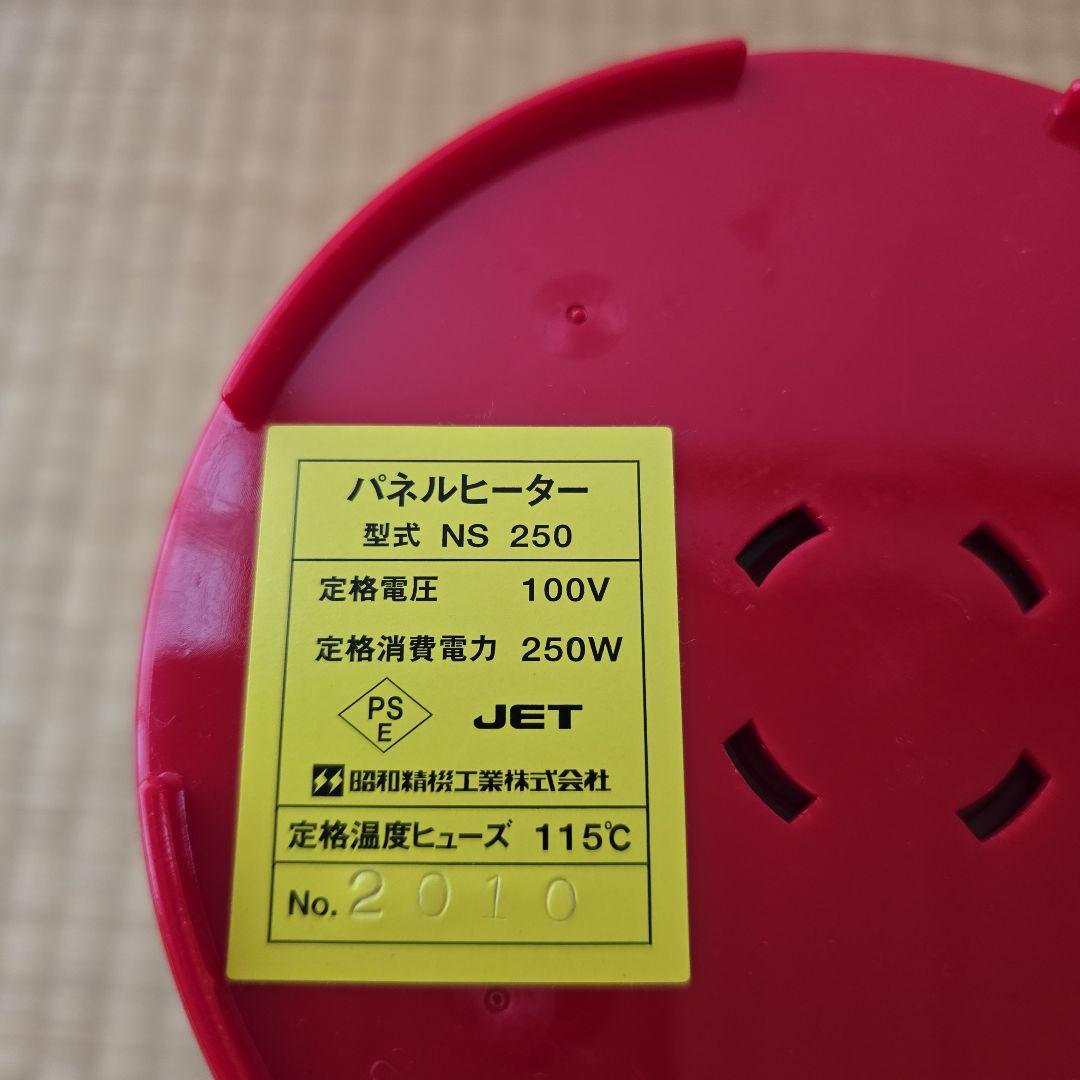 パネルヒーター
型式 NS 250
定格電圧 100V
定格消費電力 250W
PS E JET
昭和精機工業株式会社
定格温度ヒューズ 115℃
No. 2010